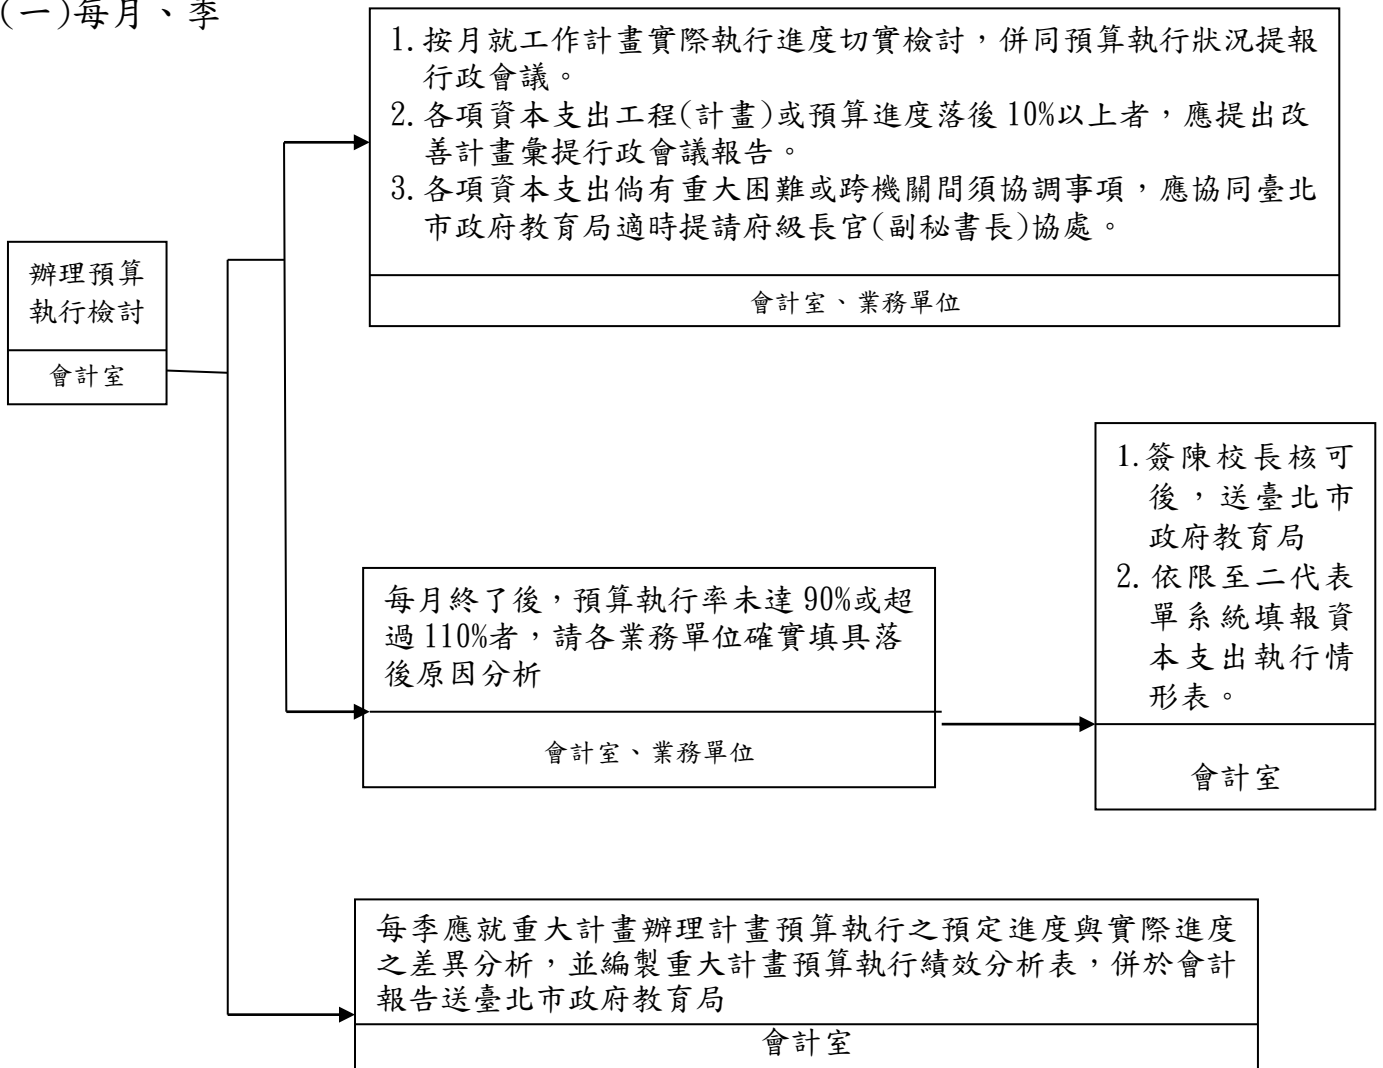 (一)每月、季
1.按月就工作計畫實際執行進度切實檢討，併同預算執行狀況提報
行政會議。
2.各項資本支出工程(計畫)或預算進度落後 10%以上者，應提出改
善計畫彙提行政會議報告。
3.各項資本支出倘有重大困難或跨機關間須協調事項，應協同臺北
市政府教育局適時提請府級長官(副秘書長)協處。
會計室、業務單位
辦理預算
執行檢討
會計室
每月終了後，預算執行率未達 90%或超
過 110%者，請各業務單位確實填具落
後原因分析
會計室、業務單位
1.簽陳校長核可
後，送臺北市
政府教育局
2.依限至二代表
單系統填報資
本支出執行情
形表。
會計室
每季應就重大計畫辦理計畫預算執行之預定進度與實際進度
之差異分析，並編製重大計畫預算執行績效分析表，併於會計
報告送臺北市政府教育局
會計室